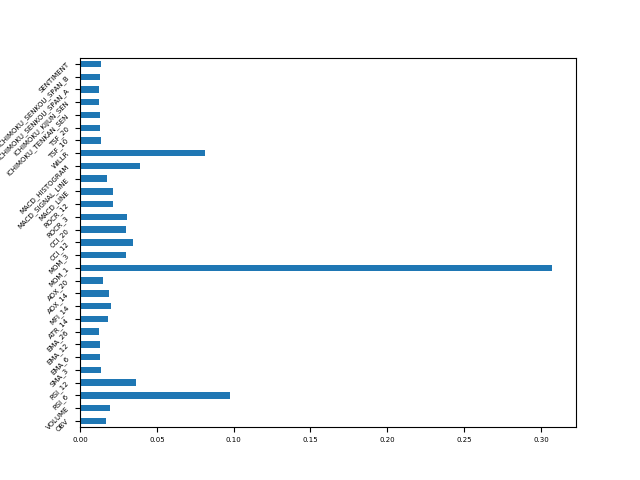 SENTIMENT
ICHIMOKU_SENKOU_SPAN_B
ICHIMOKU_SENKOU_SPAN_A
ICHIMOKU_KIJUN_SEN
ICHIMOKU_TENKAN_SEN
TSF_20
TSF_10
WILLR
MACD_HISTOGRAM
MACD_SIGNAL_LINE
MACD_LINE
ROCR_12
ROCR_3
CCI_20
CCI_12
MOM_3
MOM_1
ADX_20
ADX_14
MFI_14
ATR_14
EMA_26
EMA_12
EMA_6
SMA_3
RSI_12
RSI_6
VOLUME
OBV
0.00 0.05 0.10 0.15 0.20 0.25 0.30